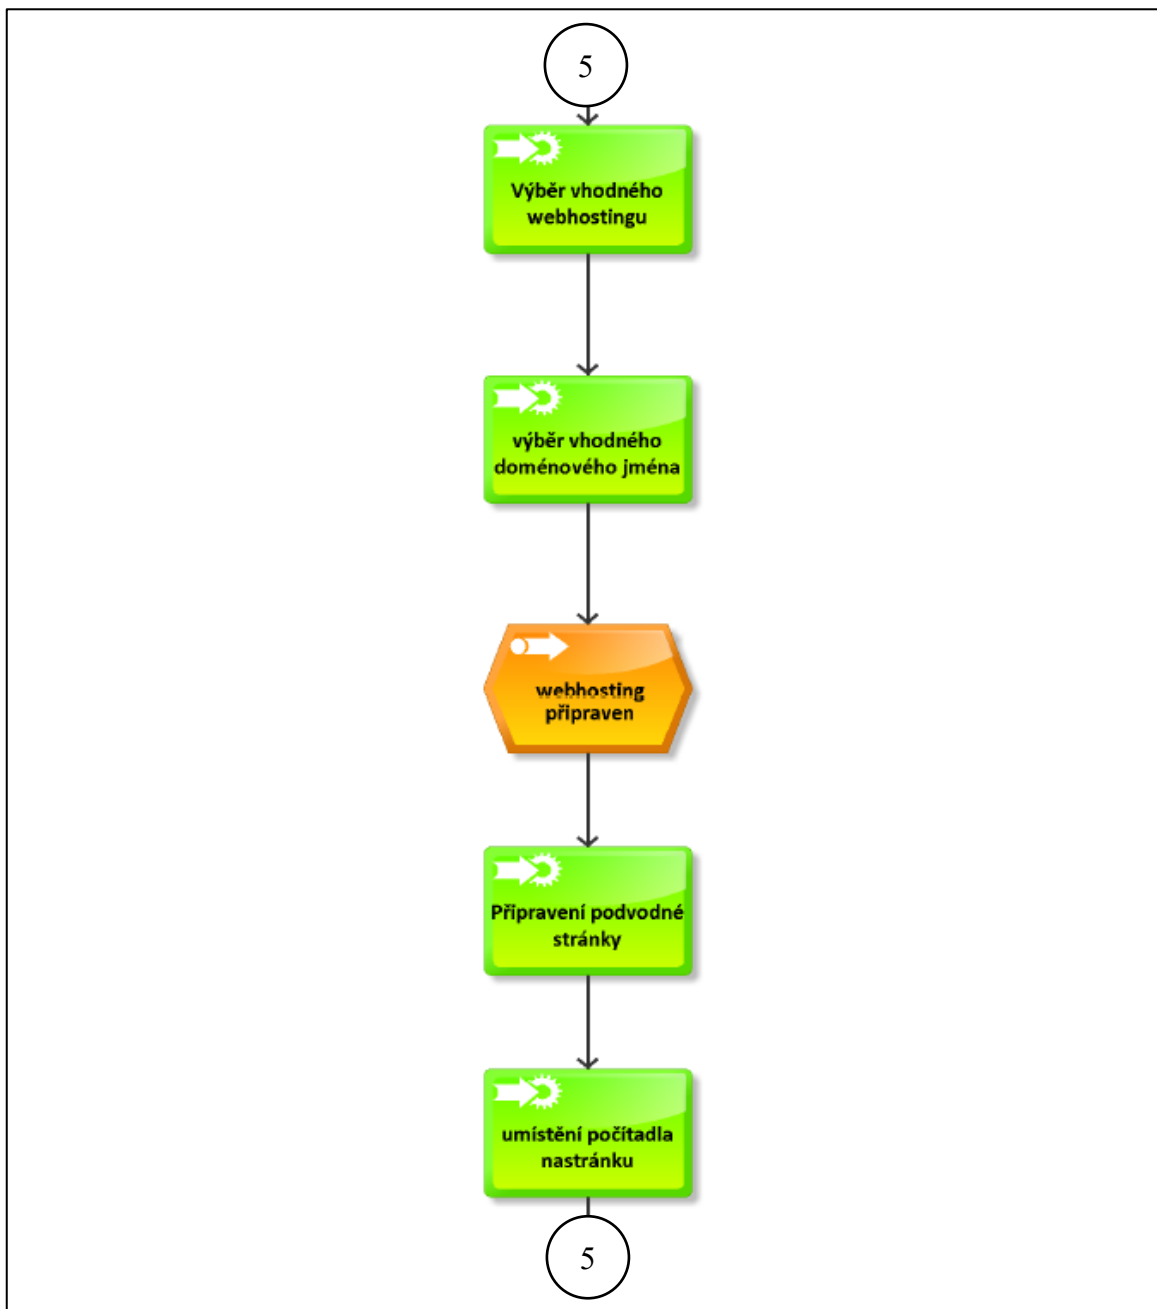 5
Výběr vhodného
webhostingu
výběr vhodného
doménového jména
webhosting
připraven
Připravení podvodné
stránky
umístění počítadla
nastránku
5